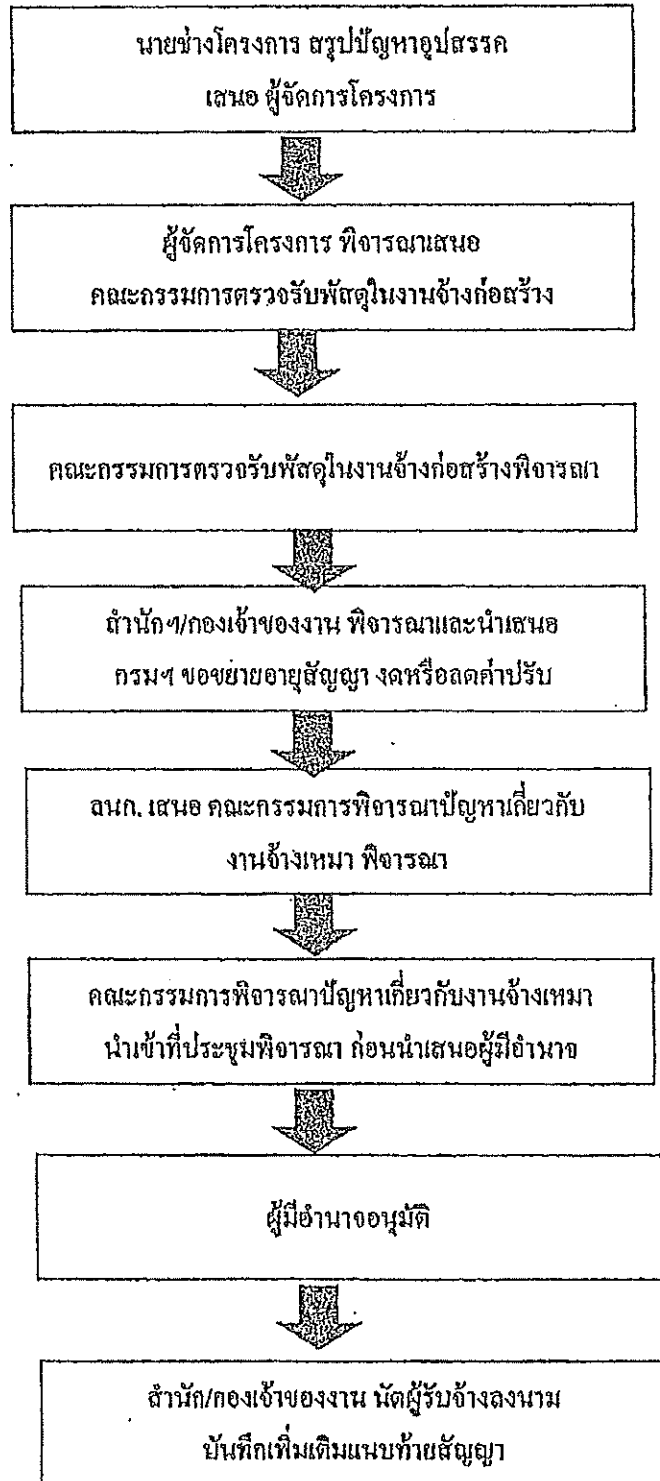 นายช่างโครงการ สรุปปัญหาอุปสรรค
เสนอ ผู้จัดการโครงการ
ผู้จัดการโครงการ พิจารณาเสนอ
คณะกรรมการตรวจรับพัสดุในงานจ้างก่อสร้าง
คณะกรรมการตรวจรับพัสดุในงานจ้างก่อสร้างพิจารณา
สำนักฯ/กองเจ้าของงาน พิจารณาและนำเสนอ
กรมฯ ขอขยายอายุสัญญา งดหรือลดค่าปรับ
ลนก. เสนอ คณะกรรมการพิจารณาปัญหาเกี่ยวกับ
งานจ้างเหมา พิจารณา
คณะกรรมการพิจารณาปัญหาเกี่ยวกับงานจ้างเหมา
นำเข้าที่ประชุมพิจารณา ก่อนนำเสนอผู้มีอำนาจ
ผู้มีอำนาจอนุมัติ
สำนัก/กองเจ้าของงาน นัดผู้รับจ้างลงนาม
บันทึกเพิ่มเติมแนบท้ายสัญญา